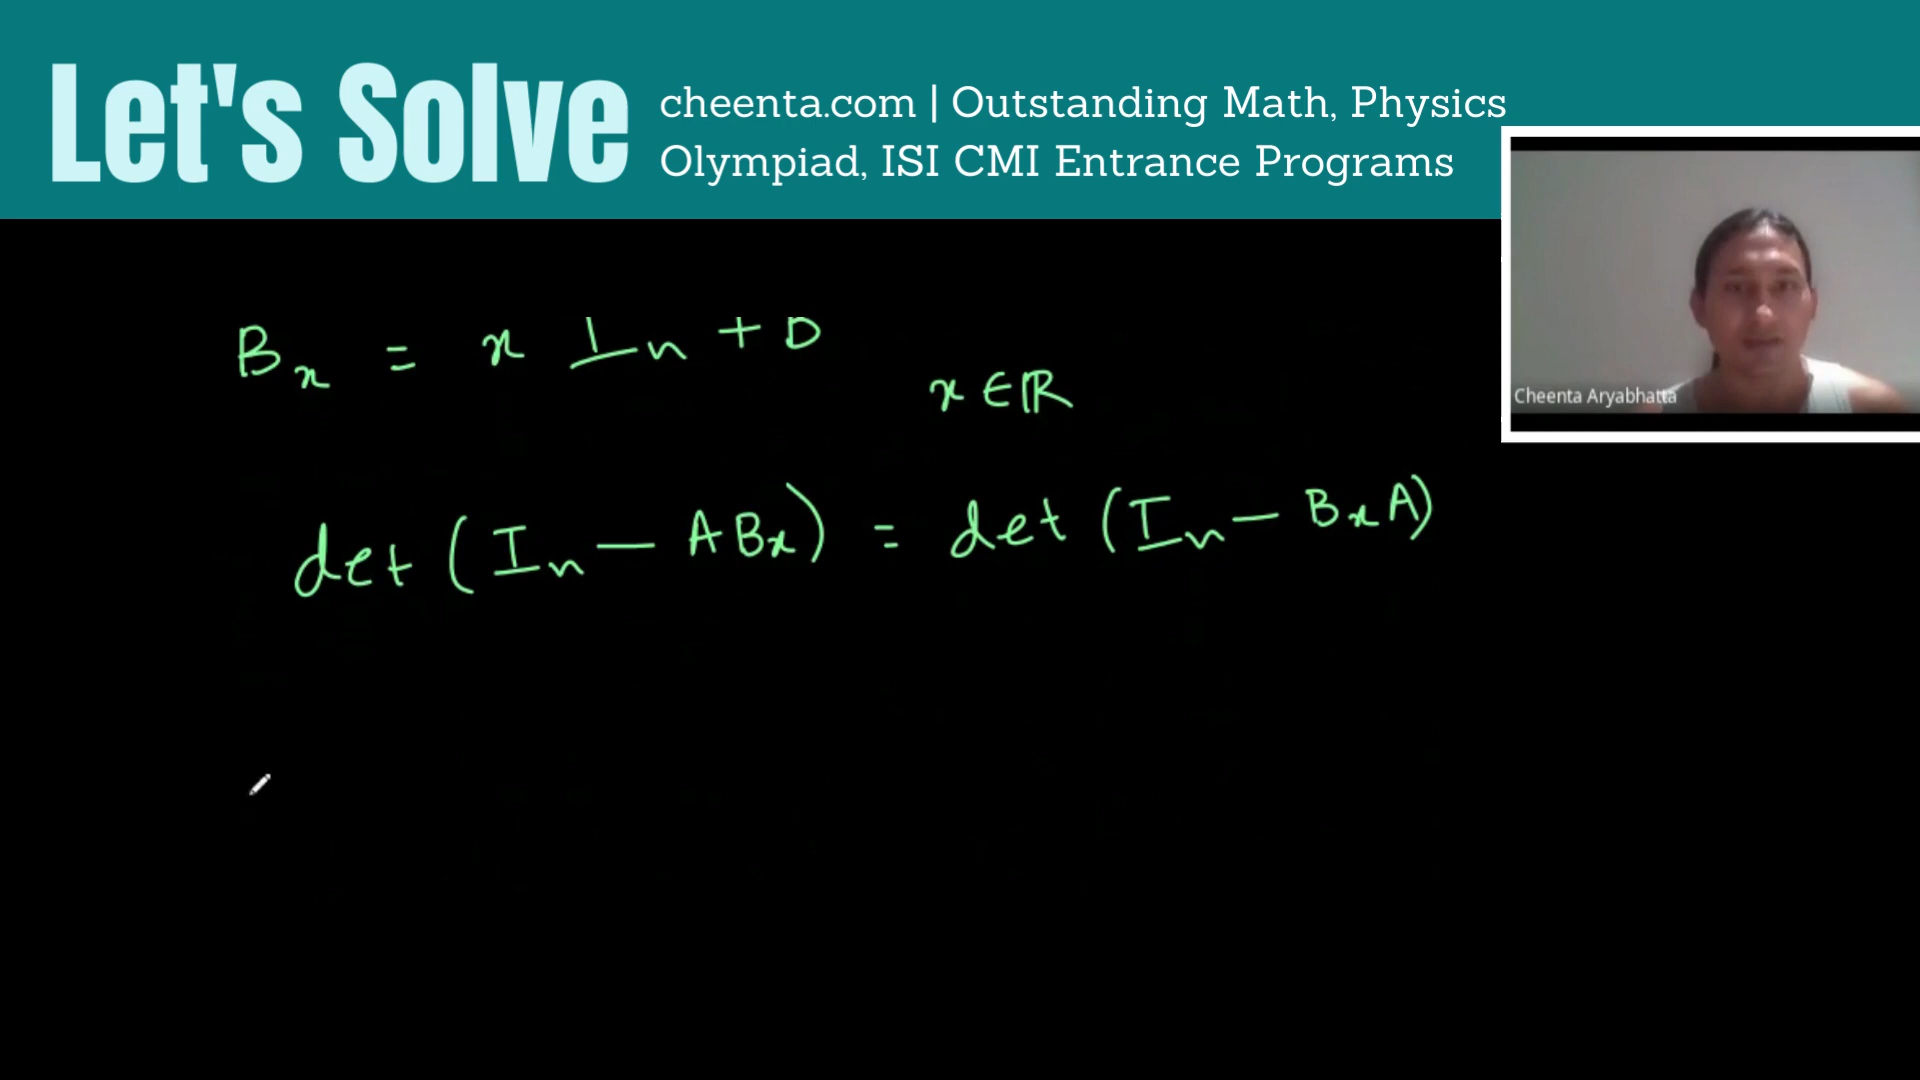 Let's Solve
cheenta.com | Outstanding Math, Physics
Olympiad, ISI CMI Entrance Programs
Cheenta Aryabhatta
Bₓ = x Iₙ + D
x ∈ ℝ
det (Iₙ − ABₓ) = det (Iₙ − BₓA)